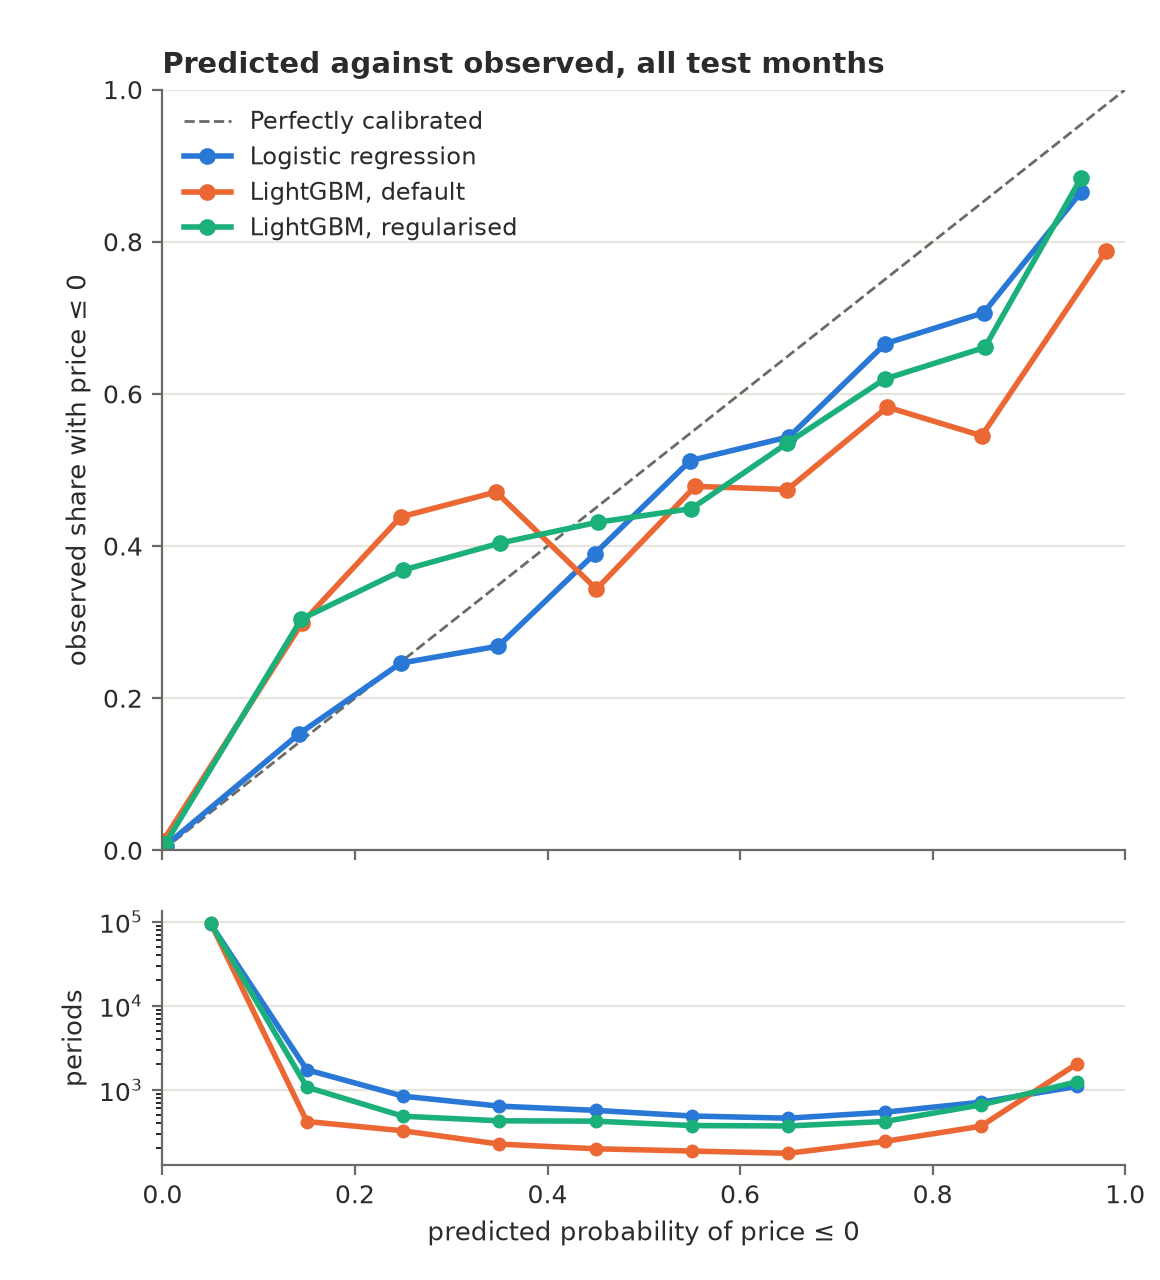 Predicted against observed, all test months
1.0
0.8
0.6
0.4
0.2
0.0
observed share with price ≤ 0
Perfectly calibrated
Logistic regression
LightGBM, default
LightGBM, regularised
10⁵
10⁴
10³
periods
0.0 0.2 0.4 0.6 0.8 1.0
predicted probability of price ≤ 0